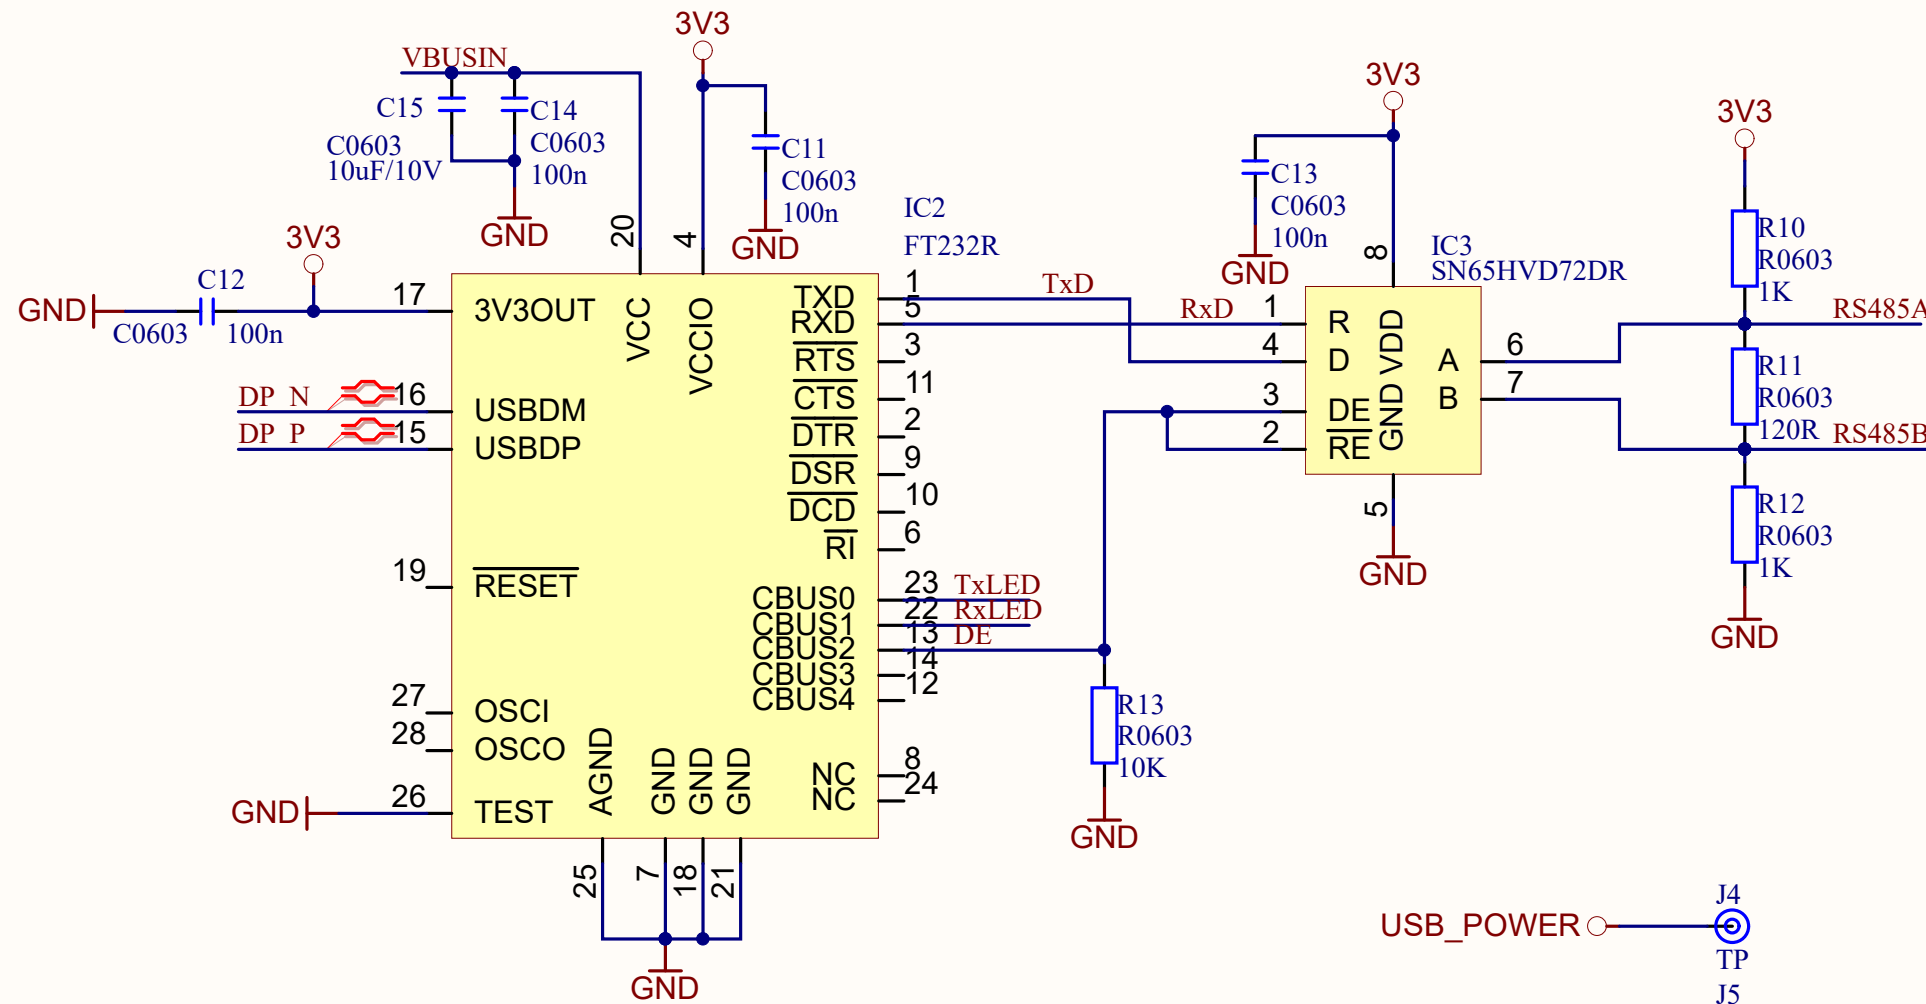 3V3
VBUSIN
C15
C0603
10uF/10V
C14
C0603
100n
GND
C11
C0603
100n
GND
20
4
IC2
FT232R
3V3
C12
GND
C0603
100n
17
3V3OUT
VCC
VCCIO
DP_N
16
USBDM
DP_P
15
USBDP
19
RESET
27
OSCI
28
OSCO
GND
26
TEST
AGND
GND
GND
GND
25
7
18
21
GND
TXD
1
RXD
5
RTS
3
CTS
11
DTR
2
DSR
9
DCD
10
RI
6
CBUS0
23
TxLED
CBUS1
22
RxLED
CBUS2
13
DE
CBUS3
14
CBUS4
12
NC
8
NC
24
TxD
RxD
R13
R0603
10K
GND
3V3
C13
C0603
100n
GND
8
IC3
SN65HVD72DR
1
R
4
D
3
DE
2
RE
VDD
GND
A
6
B
7
5
GND
3V3
R10
R0603
1K
RS485A
R11
R0603
120R
RS485B
R12
R0603
1K
GND
USB_POWER
J4
TP
J5